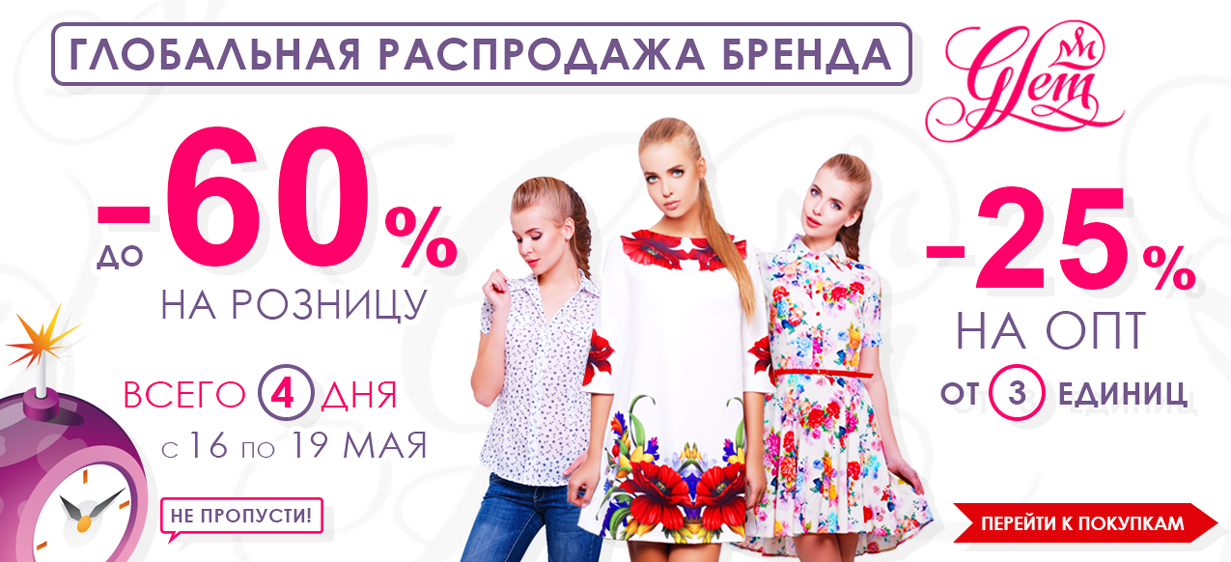 ГЛОБАЛЬНАЯ РАСПРОДАЖА БРЕНДА
Glem
до -60%
НА РОЗНИЦУ
ВСЕГО 4 ДНЯ
с 16 по 19 МАЯ
НЕ ПРОПУСТИ!
-25%
НА ОПТ
ОТ 3 ЕДИНИЦ
ПЕРЕЙТИ К ПОКУПКАМ